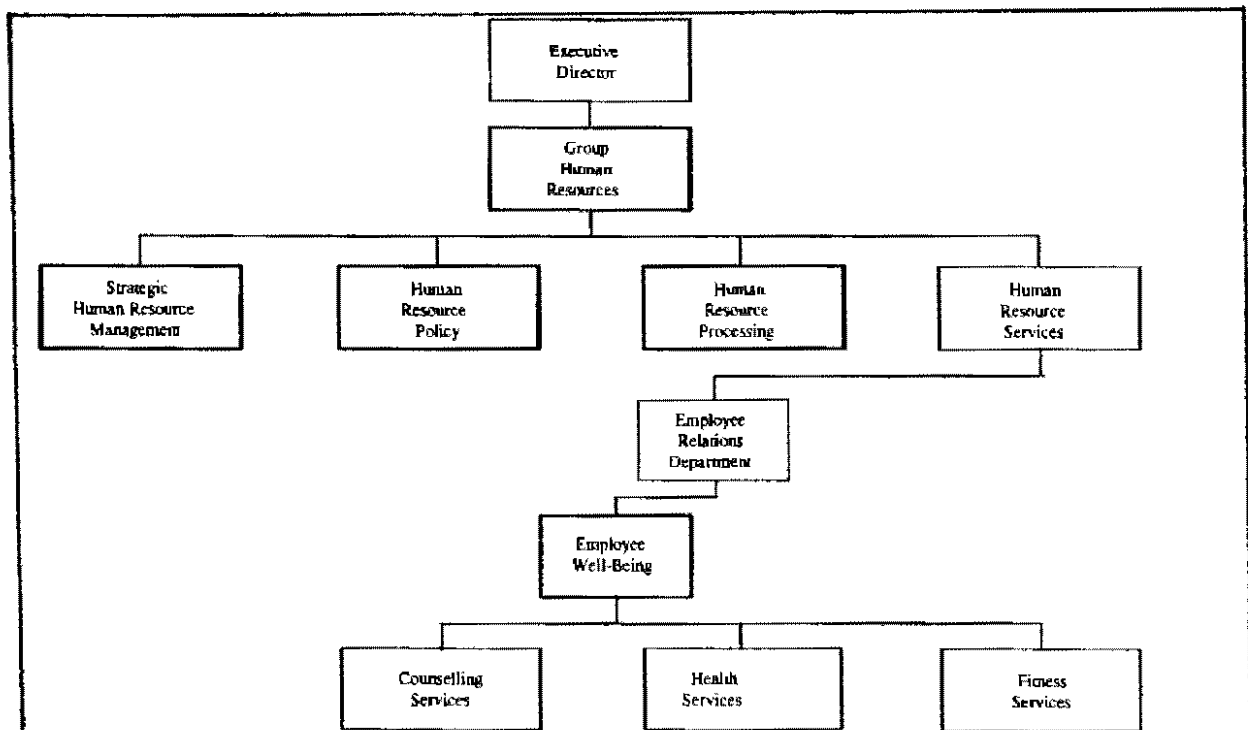 Executive
Director
Group
Human
Resources
Strategic
Human Resource
Management
Human
Resource
Policy
Human
Resource
Processing
Human
Resource
Services
Employee
Relations
Department
Employee
Well-Being
Counselling
Services
Health
Services
Fitness
Services